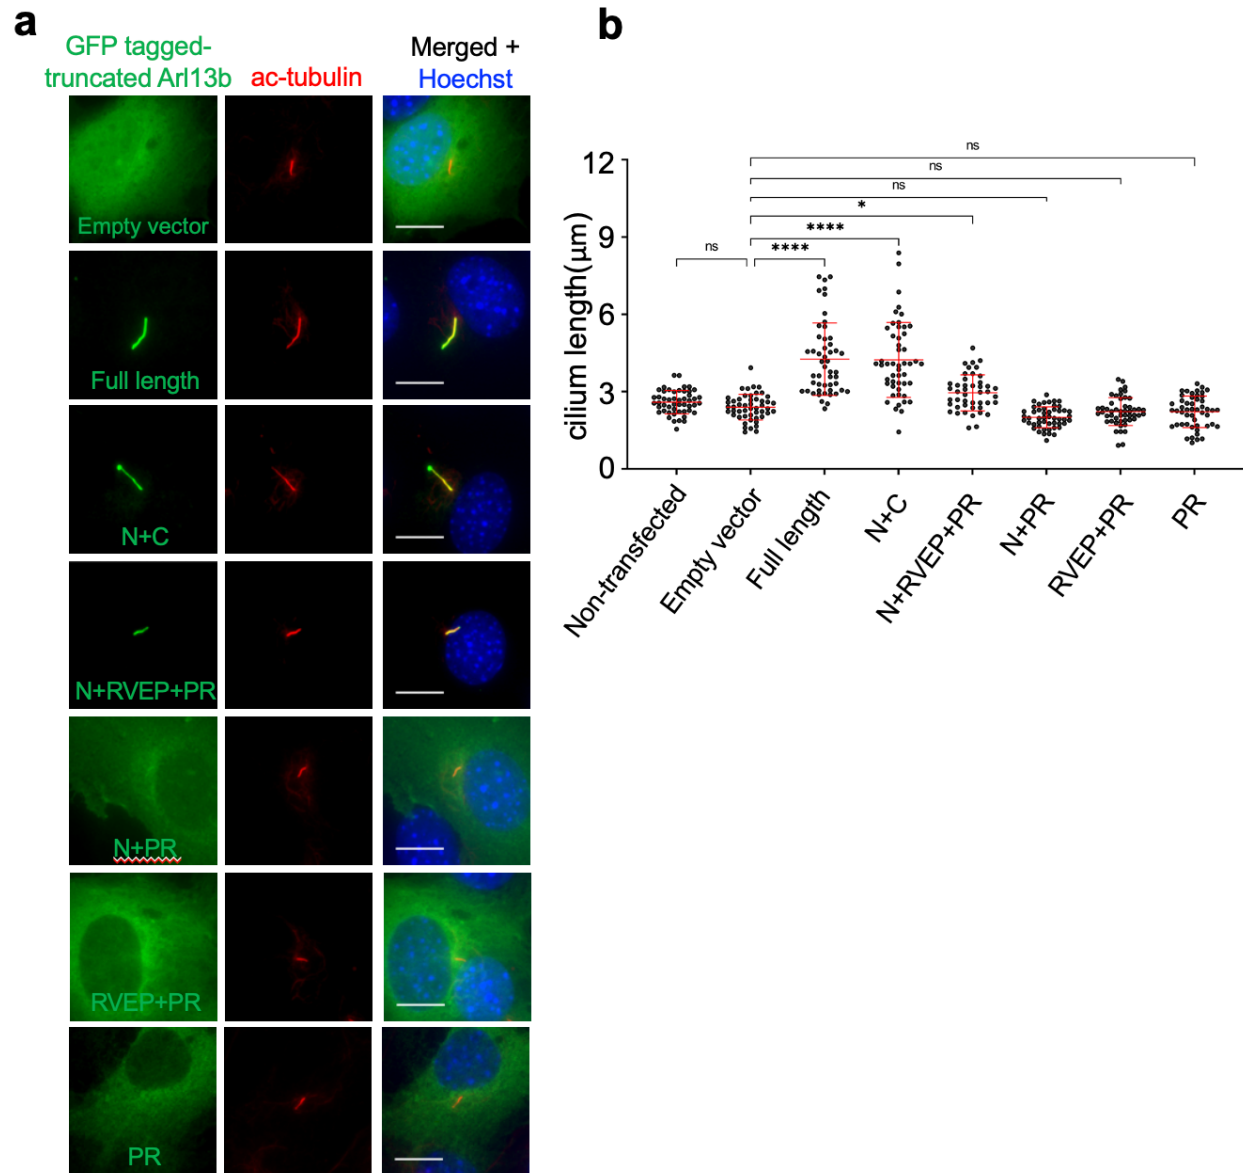 a
GFP tagged-
truncated Arl13b
ac-tubulin
Merged +
Hoechst
Empty vector
Full length
N+C
N+RVEP+PR
N+PR
RVEP+PR
PR
b
cilium length(μm)
12
9
6
3
0
ns
ns
ns
*
****
ns
****
Non-transfected
Empty vector
Full length
N+C
N+RVEP+PR
N+PR
RVEP+PR
PR